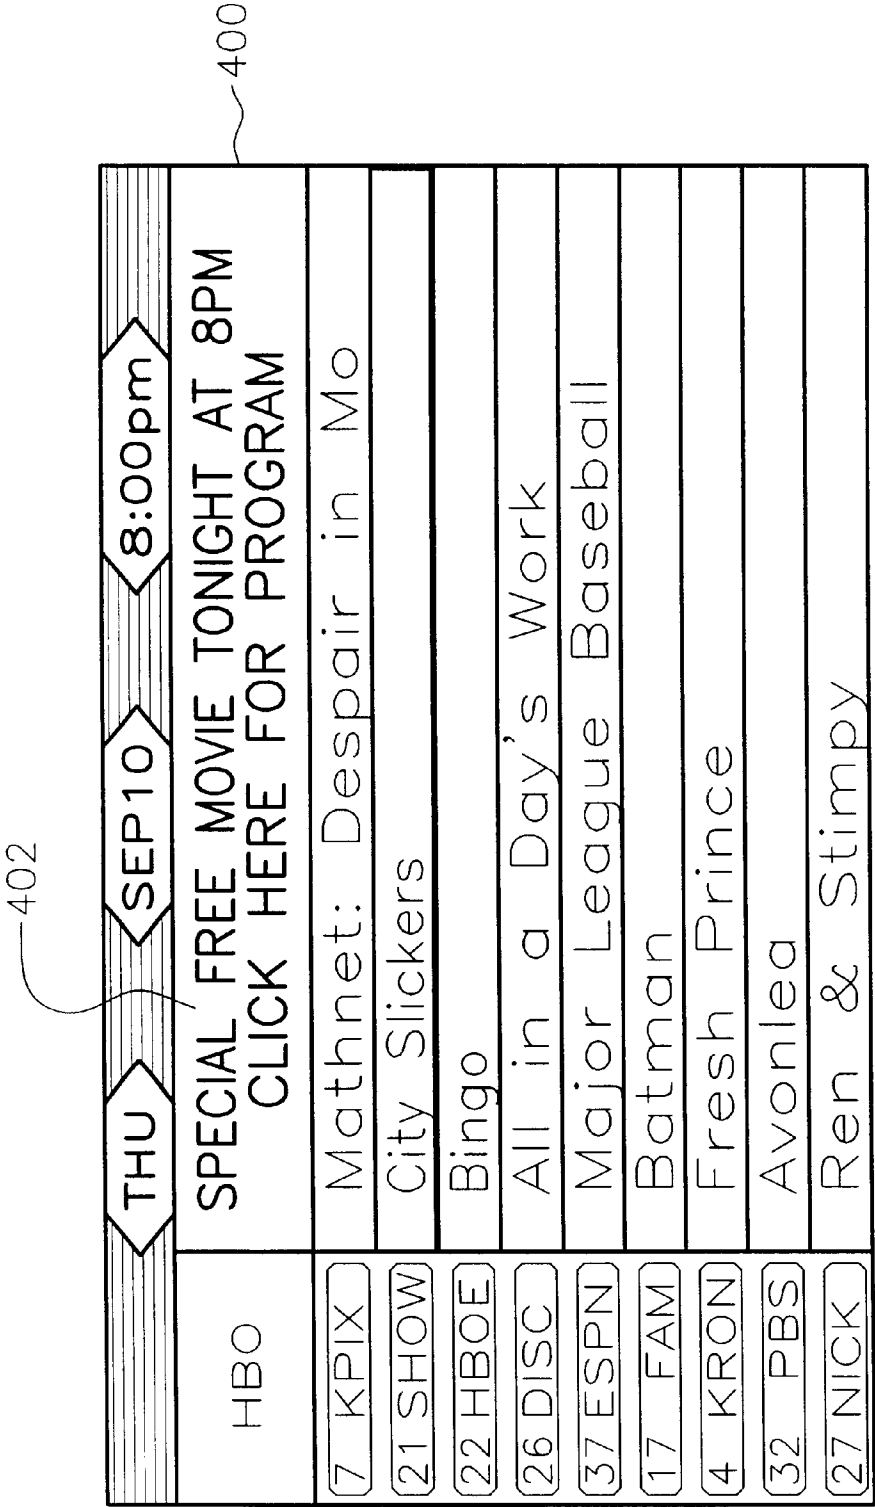 THU SEP10 8:00pm
HBO SPECIAL FREE MOVIE TONIGHT AT 8PM
CLICK HERE FOR PROGRAM
7 KPIX Mathnet: Despair in Mo
21 SHOW City Slickers
22 HBOE Bingo
26 DISC All in a Day's Work
37 ESPN Major League Baseball
17 FAM Batman
4 KRON Fresh Prince
32 PBS Avonlea
27 NICK Ren & Stimpy
402
400